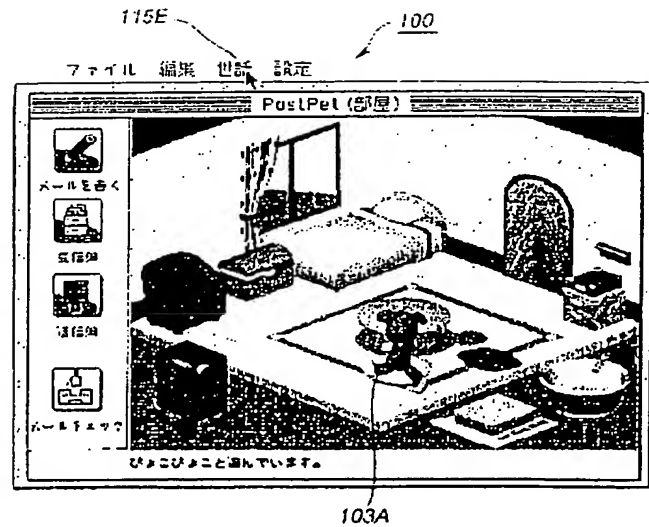 115E
100
ファイル 編集 世話 設定
PostPet (部屋)
メールを書く
受信箱
送信箱
メールチェック
ぴょこぴょこと遊んでいます。
103A